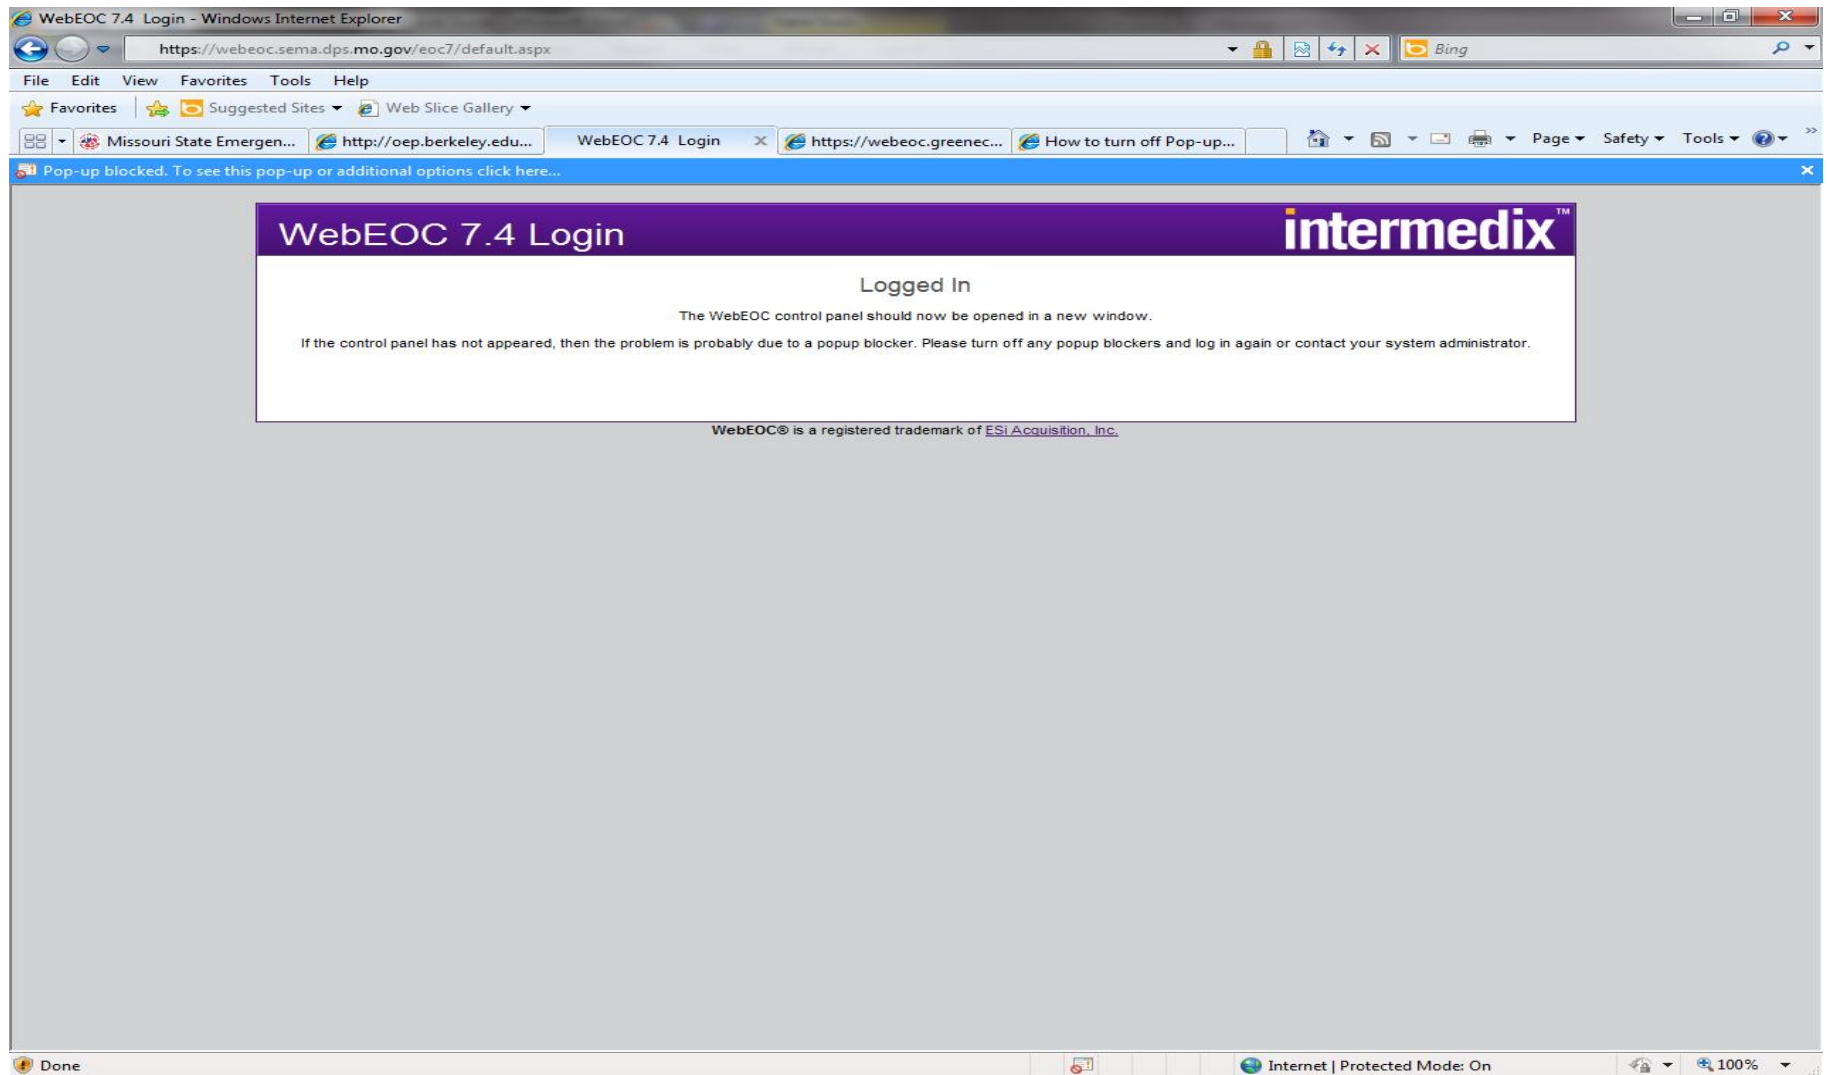 WebEOC 7.4  Login - Windows Internet Explorer
https://webeoc.sema.dps.mo.gov/eoc7/default.aspx
Bing
File Edit View Favorites Tools Help
Favorites Suggested Sites Web Slice Gallery
Missouri State Emergen... http://oep.berkeley.edu... WebEOC 7.4  Login https://webeoc.greenec... How to turn off Pop-up... Page Safety Tools
Pop-up blocked. To see this pop-up or additional options click here...
WebEOC 7.4 Login intermedix™
Logged In
The WebEOC control panel should now be opened in a new window.
If the control panel has not appeared, then the problem is probably due to a popup blocker. Please turn off any popup blockers and log in again or contact your system administrator.
WebEOC® is a registered trademark of ESi Acquisition, Inc.
Done Internet | Protected Mode: On 100%